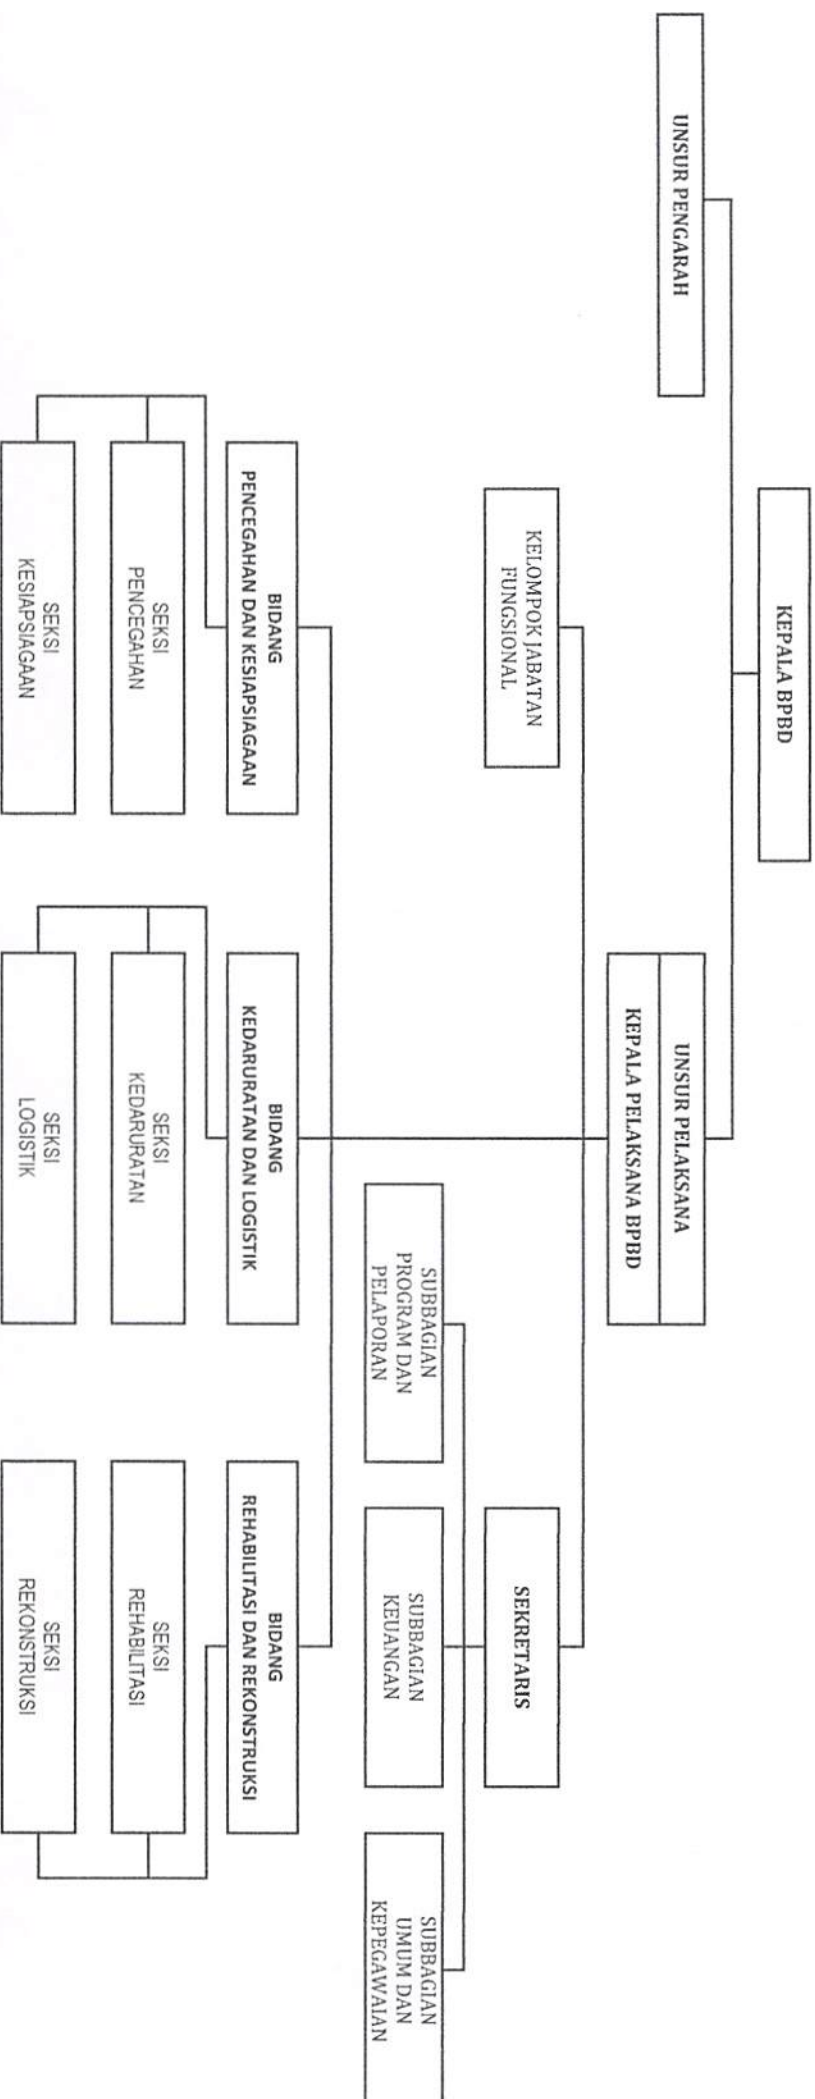 KEPALA BPBD
UNSUR PENGARAH
UNSUR PELAKSANA
KEPALA PELAKSANA BPBD
KELOMPOK JABATAN
FUNGSIONAL
SEKRETARIS
SUBBAGIAN
PROGRAM DAN
PELAPORAN
SUBBAGIAN
KEUANGAN
SUBBAGIAN
UMUM DAN
KEPEGAWAIAN
BIDANG
PENCEGAHAN DAN KESIAPSIAGAAN
BIDANG
KEDARURATAN DAN LOGISTIK
BIDANG
REHABILITASI DAN REKONSTRUKSI
SEKSI
PENCEGAHAN
SEKSI
KEDARURATAN
SEKSI
REHABILITASI
SEKSI
KESIAPSIAGAAN
SEKSI
LOGISTIK
SEKSI
REKONSTRUKSI